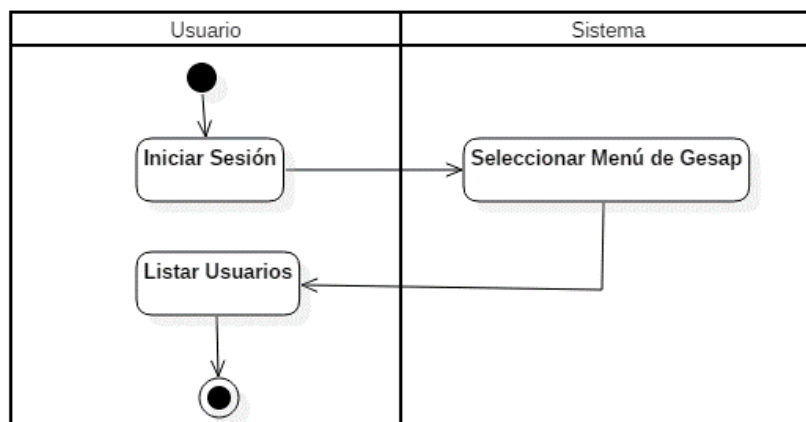 Usuario
Sistema
Iniciar Sesión
Seleccionar Menú de Gesap
Listar Usuarios